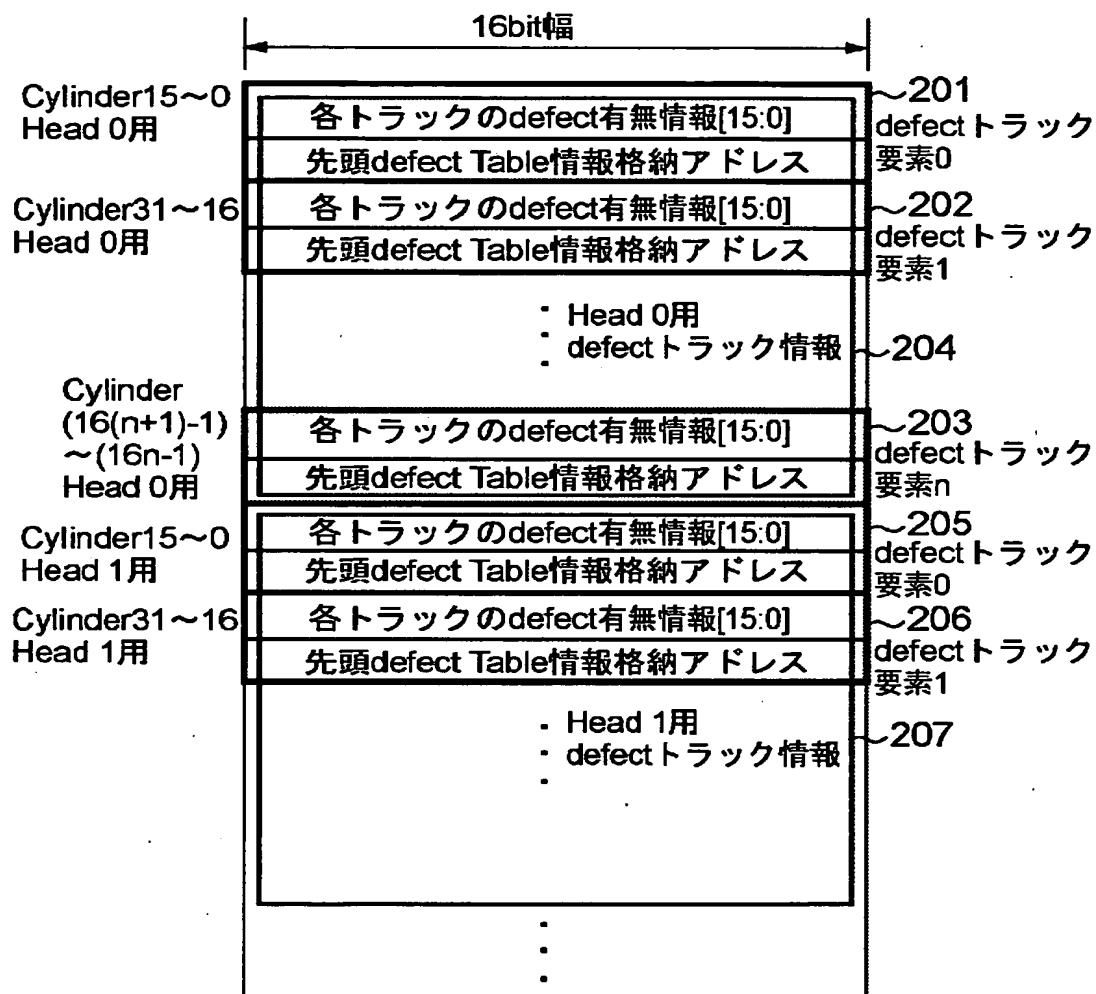 16bit幅
Cylinder15～0
Head 0用
各トラックのdefect有無情報[15:0]
先頭defect Table情報格納アドレス
201
defectトラック
要素0
Cylinder31～16
Head 0用
各トラックのdefect有無情報[15:0]
先頭defect Table情報格納アドレス
202
defectトラック
要素1
Head 0用
defectトラック情報
204
Cylinder
(16(n+1)-1)
～(16n-1)
Head 0用
各トラックのdefect有無情報[15:0]
先頭defect Table情報格納アドレス
203
defectトラック
要素n
Cylinder15～0
Head 1用
各トラックのdefect有無情報[15:0]
先頭defect Table情報格納アドレス
205
defectトラック
要素0
Cylinder31～16
Head 1用
各トラックのdefect有無情報[15:0]
先頭defect Table情報格納アドレス
206
defectトラック
要素1
Head 1用
defectトラック情報
207